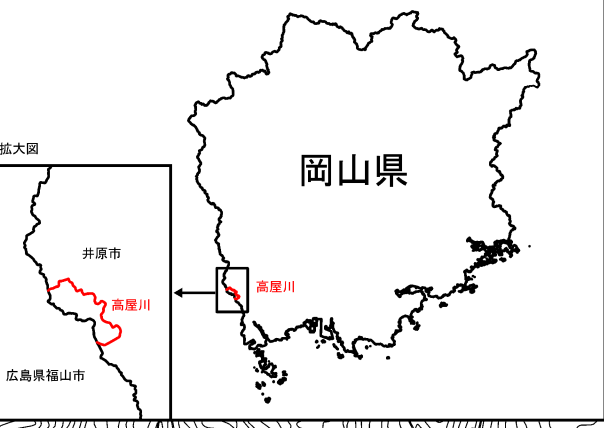 岡山県
拡大図
井原市
高屋川
高屋川
広島県福山市